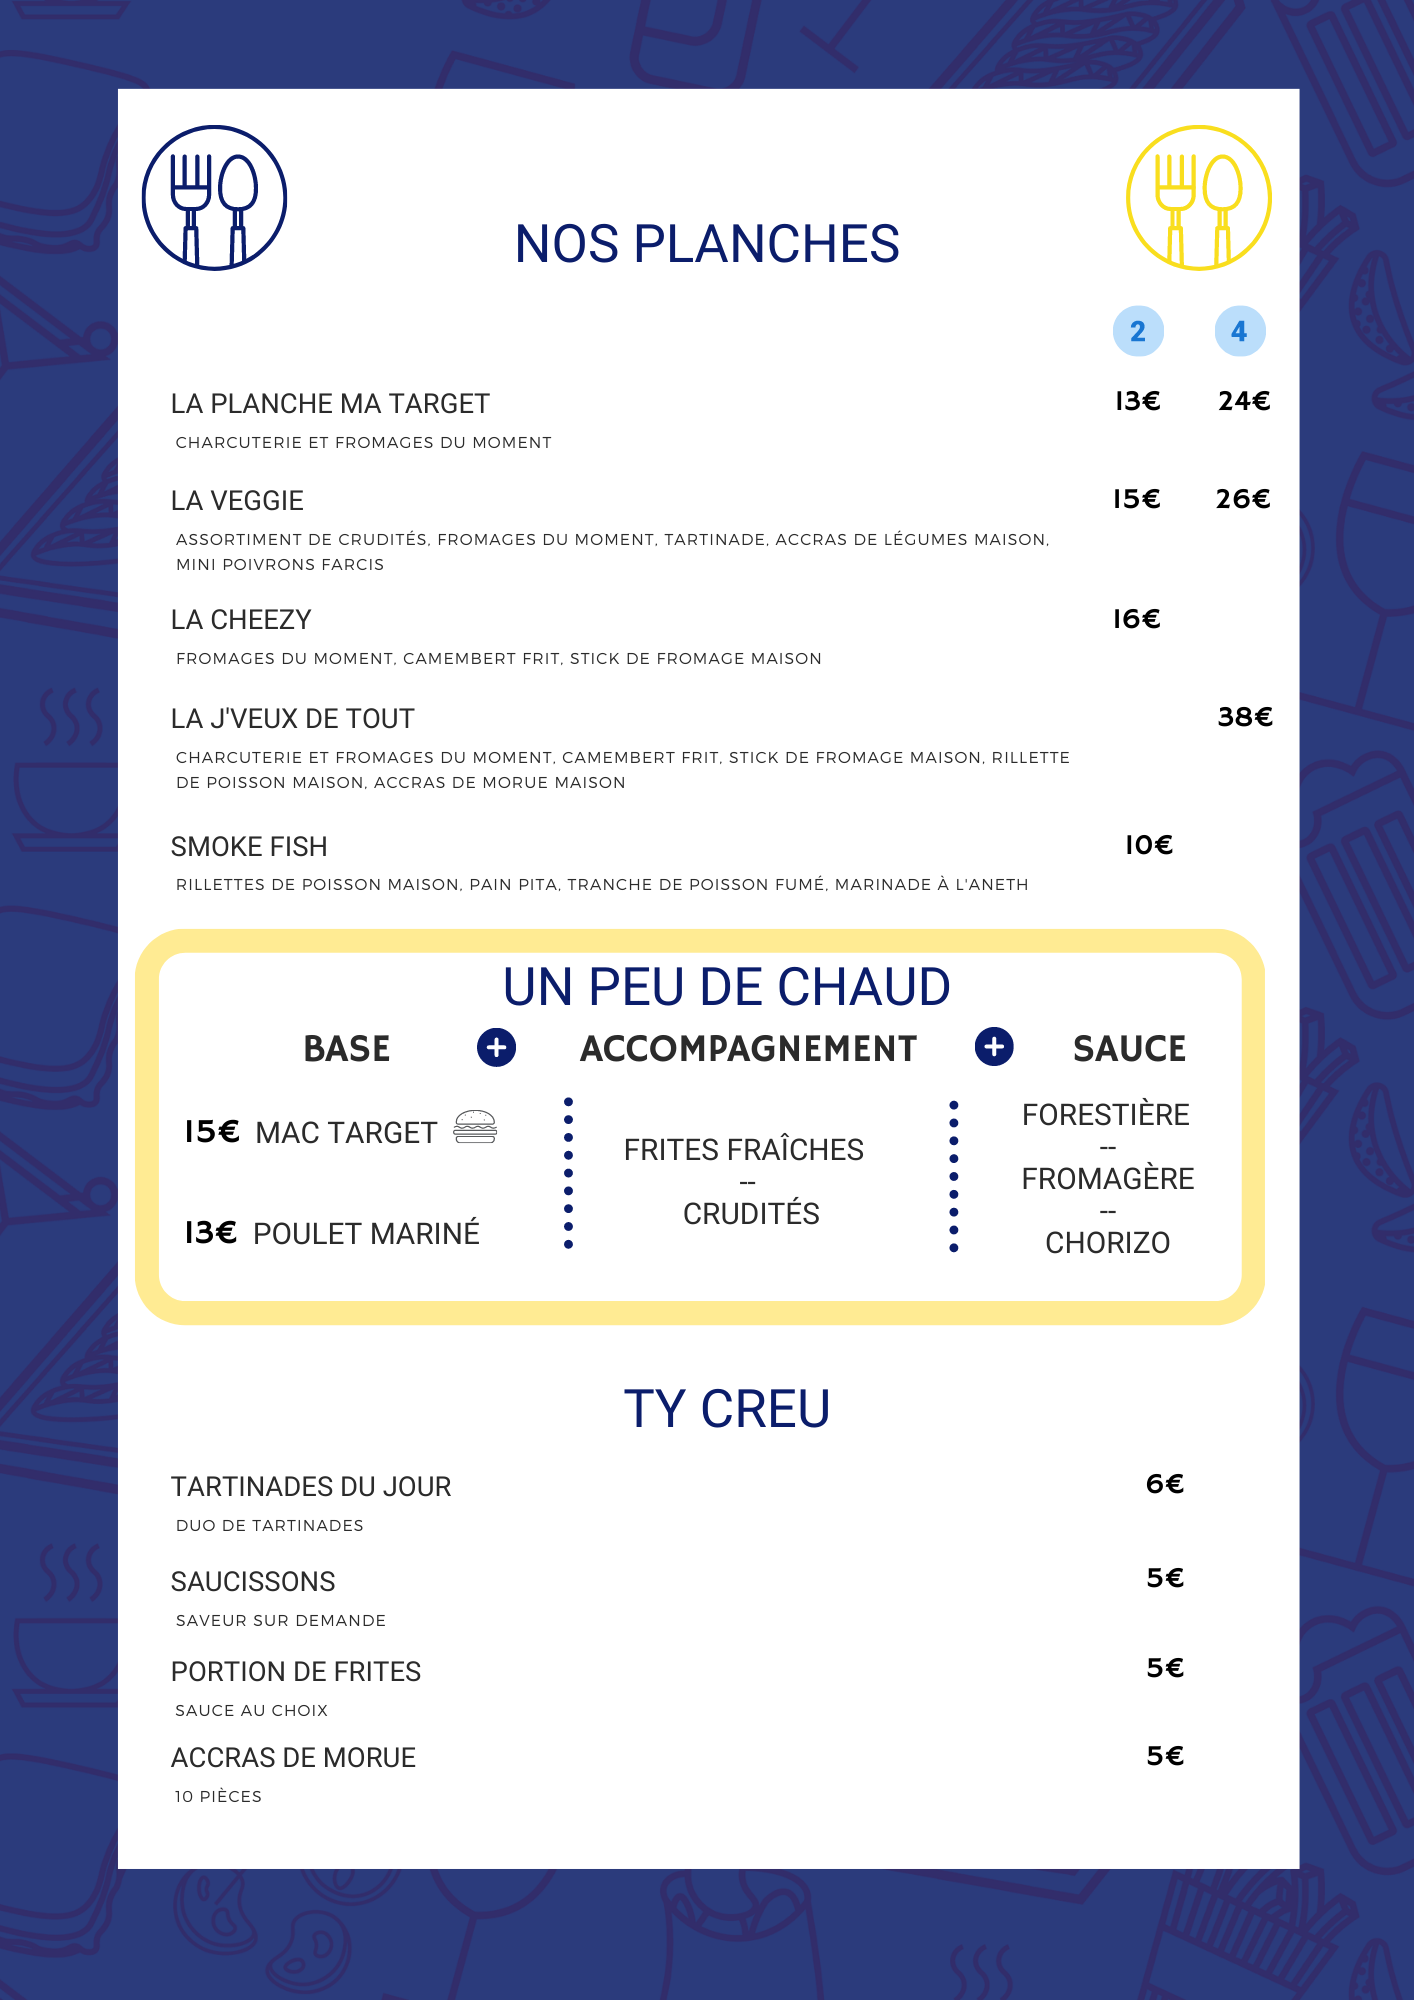 NOS PLANCHES
2 4
LA PLANCHE MA TARGET 13€ 24€
CHARCUTERIE ET FROMAGES DU MOMENT
LA VEGGIE 15€ 26€
ASSORTIMENT DE CRUDITÉS, FROMAGES DU MOMENT, TARTINADE, ACCRAS DE LÉGUMES MAISON,
MINI POIVRONS FARCIS
LA CHEEZY 16€
FROMAGES DU MOMENT, CAMEMBERT FRIT, STICK DE FROMAGE MAISON
LA J'VEUX DE TOUT 38€
CHARCUTERIE ET FROMAGES DU MOMENT, CAMEMBERT FRIT, STICK DE FROMAGE MAISON, RILLETTE
DE POISSON MAISON, ACCRAS DE MORUE MAISON
SMOKE FISH 10€
RILLETTES DE POISSON MAISON, PAIN PITA, TRANCHE DE POISSON FUMÉ, MARINADE À L'ANETH
UN PEU DE CHAUD
BASE + ACCOMPAGNEMENT + SAUCE
15€ MAC TARGET
13€ POULET MARINÉ
FRITES FRAÎCHES
--
CRUDITÉS
FORESTIÈRE
--
FROMAGÈRE
--
CHORIZO
TY CREU
TARTINADES DU JOUR 6€
DUO DE TARTINADES
SAUCISSONS 5€
SAVEUR SUR DEMANDE
PORTION DE FRITES 5€
SAUCE AU CHOIX
ACCRAS DE MORUE 5€
10 PIÈCES